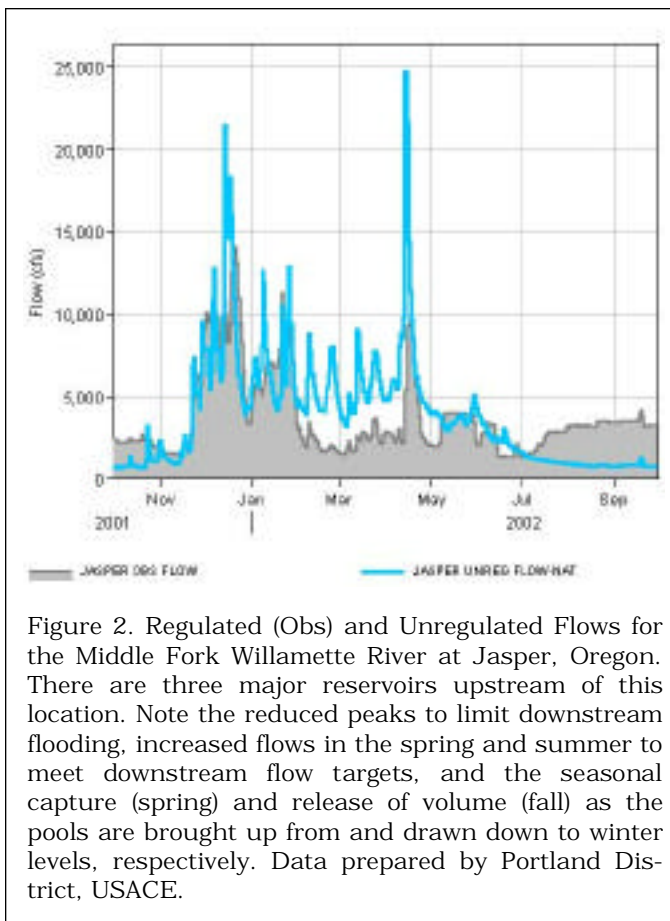 25,000
20,000
15,000
10,000
5,000
0
Flow (cfs)
Nov Jan Mar May Jul Sep
2001 2002
JASPER OBS FLOW JASPER UNREG FLOW-NAT
Figure 2. Regulated (Obs) and Unregulated Flows for
the Middle Fork Willamette River at Jasper, Oregon.
There are three major reservoirs upstream of this
location. Note the reduced peaks to limit downstream
flooding, increased flows in the spring and summer to
meet downstream flow targets, and the seasonal
capture (spring) and release of volume (fall) as the
pools are brought up from and drawn down to winter
levels, respectively. Data prepared by Portland Dis-
trict, USACE.